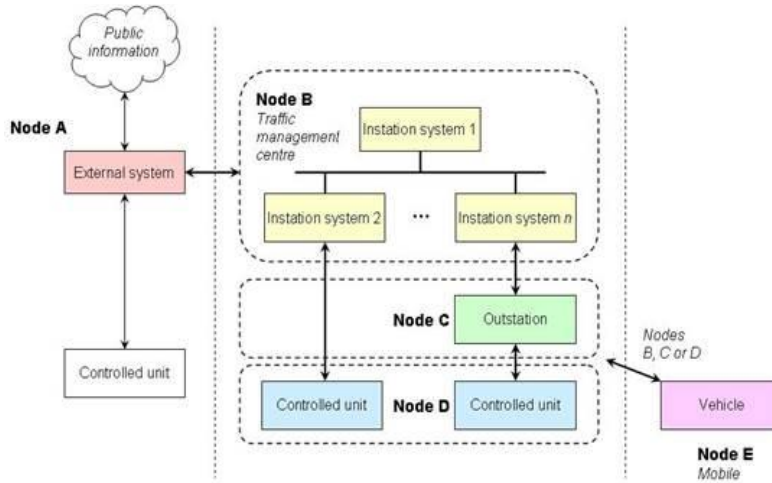 Public
information
Node A
External system
Controlled unit
Node B
Traffic
management
centre
Instation system 1
Instation system 2
...
Instation system n
Node C
Outstation
Controlled unit
Node D
Controlled unit
Nodes
B, C or D
Vehicle
Node E
Mobile